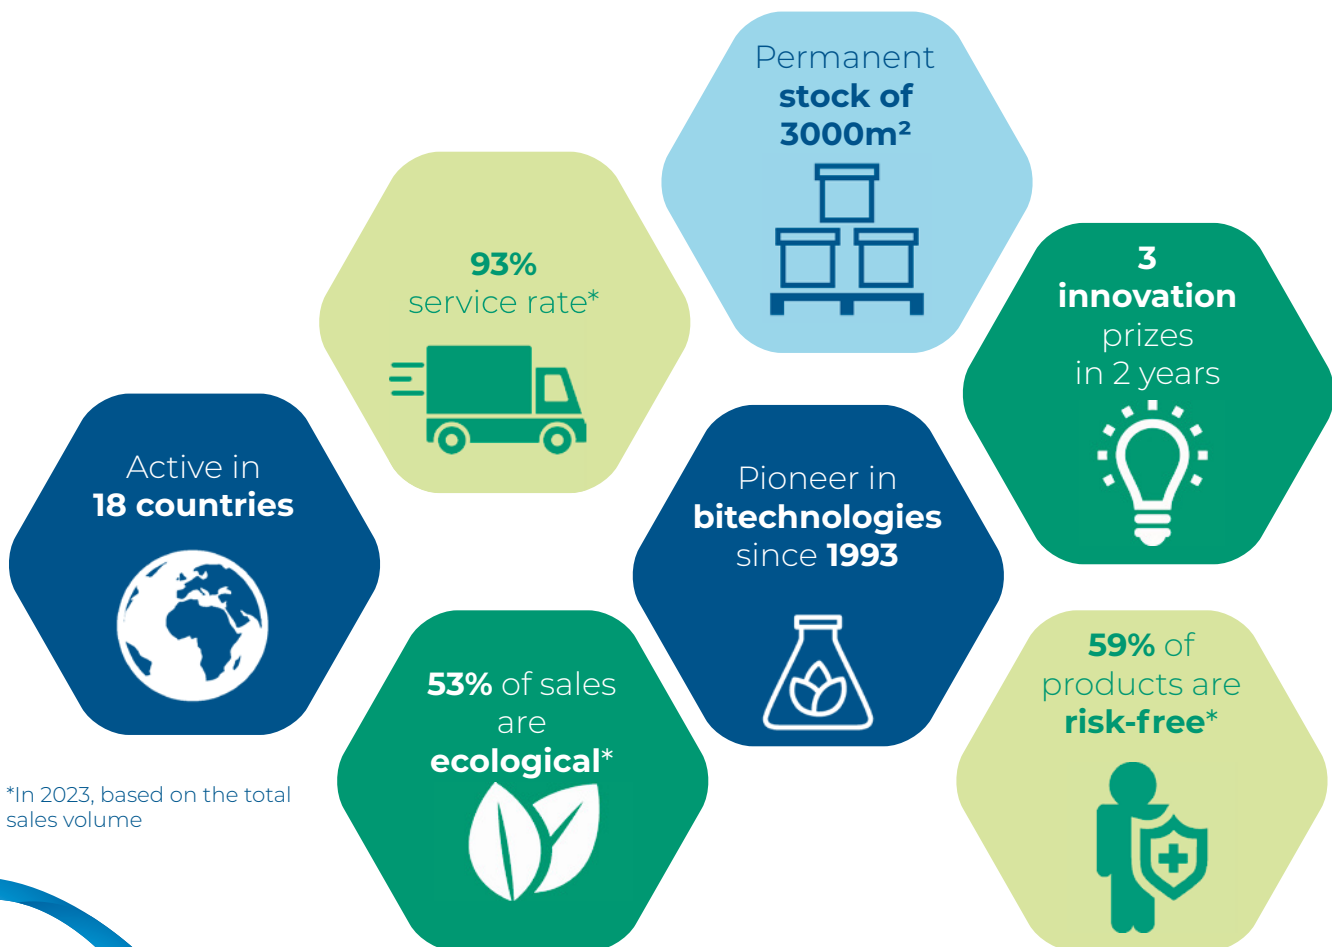 Permanent
stock of
3000m²
93%
service rate*
3
innovation
prizes
in 2 years
Active in
18 countries
Pioneer in
bitechnologies
since 1993
53% of sales
are
ecological*
59% of
products are
risk-free*
*In 2023, based on the total
sales volume